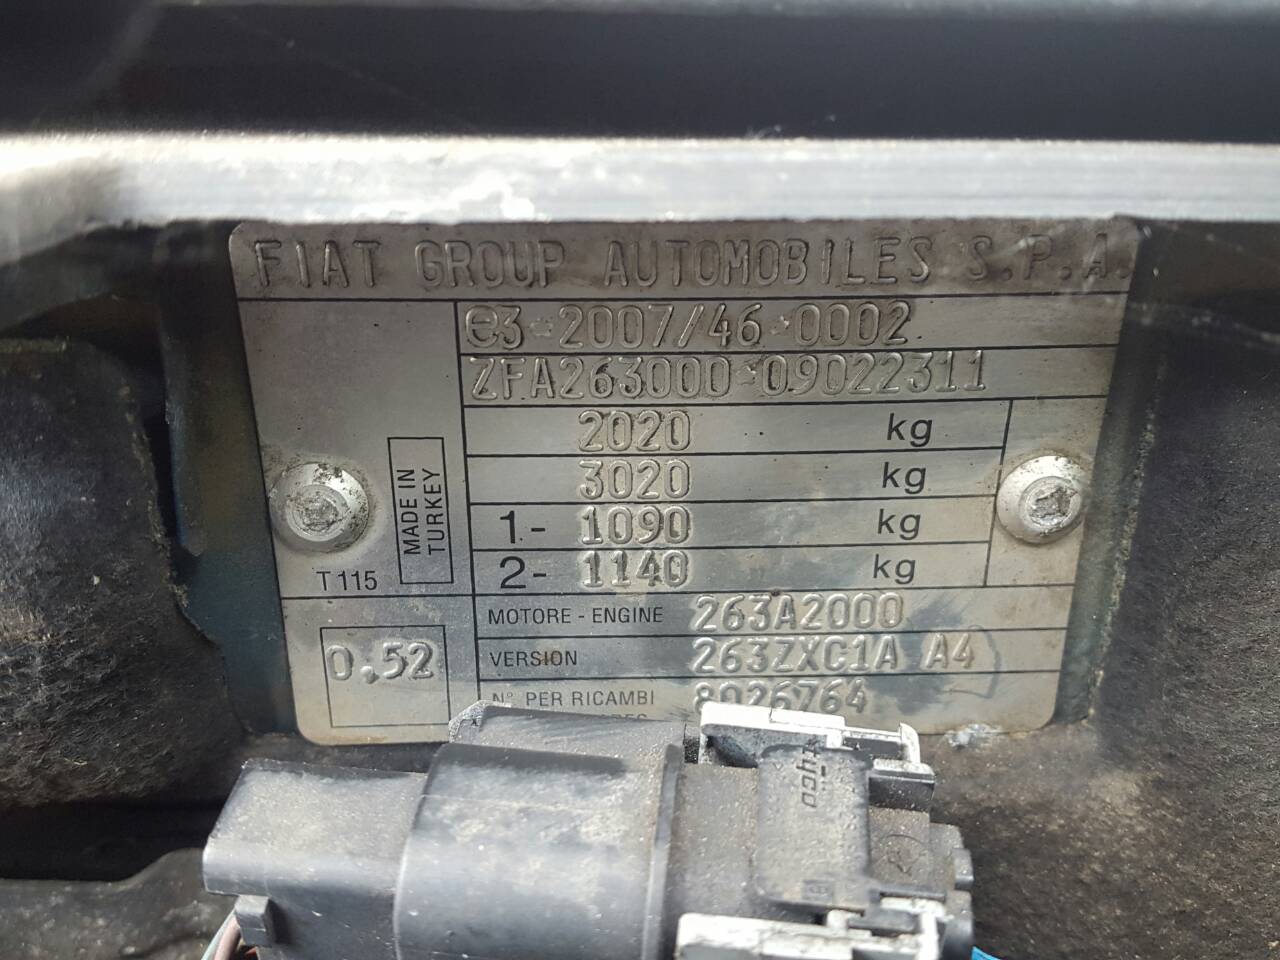 FIAT GROUP AUTOMOBILES S.P.A.
e3*2007/46*0002
ZFA263000*09022311
2020 kg
3020 kg
1- 1090 kg
2- 1140 kg
MADE IN
TURKEY
T115
MOTORE - ENGINE 263A2000
0.52
VERSION 263ZXC1A A4
N° PER RICAMBI 8026764
tyco